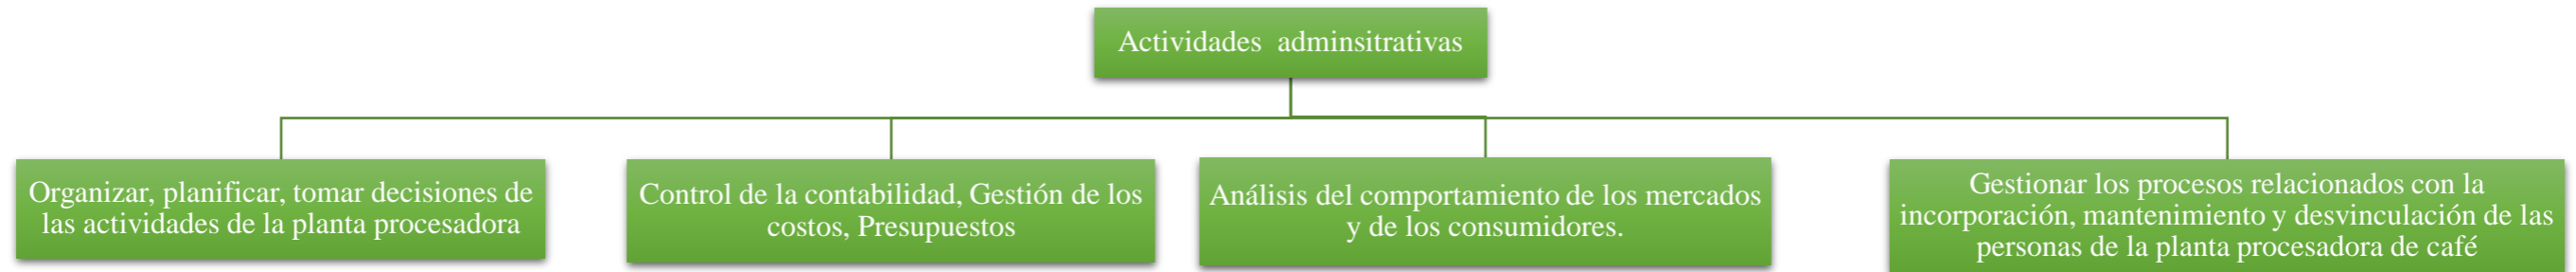 Actividades  adminsitrativas
Organizar, planificar, tomar decisiones de
las actividades de la planta procesadora
Control de la contabilidad, Gestión de los
costos, Presupuestos
Análisis del comportamiento de los mercados
y de los consumidores.
Gestionar los procesos relacionados con la
incorporación, mantenimiento y desvinculación de las
personas de la planta procesadora de café